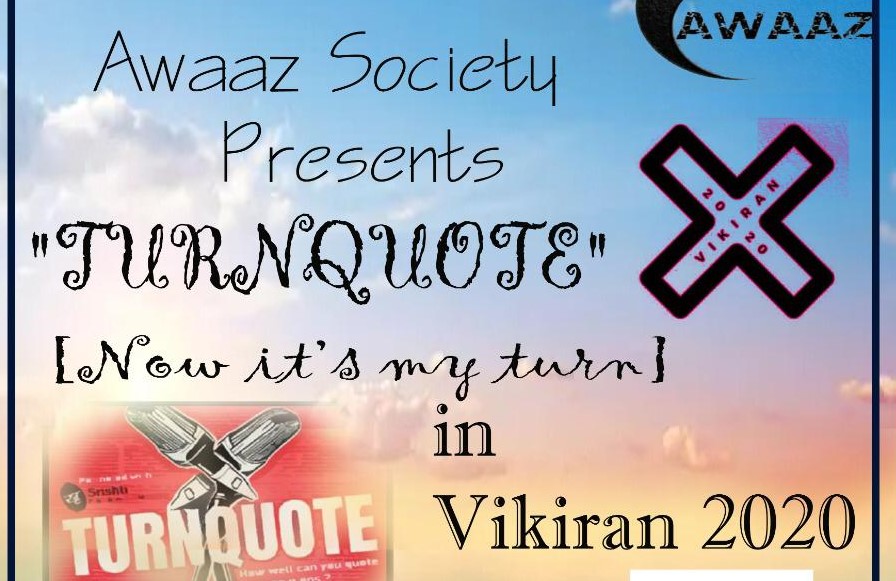 AWAAZ
Awaaz Society
Presents
2020
VIKIRAN
"TURNQUOTE"
[Now it's my turn]
in
Vikiran 2020
Srishti
TURNQUOTE
How well can you quote